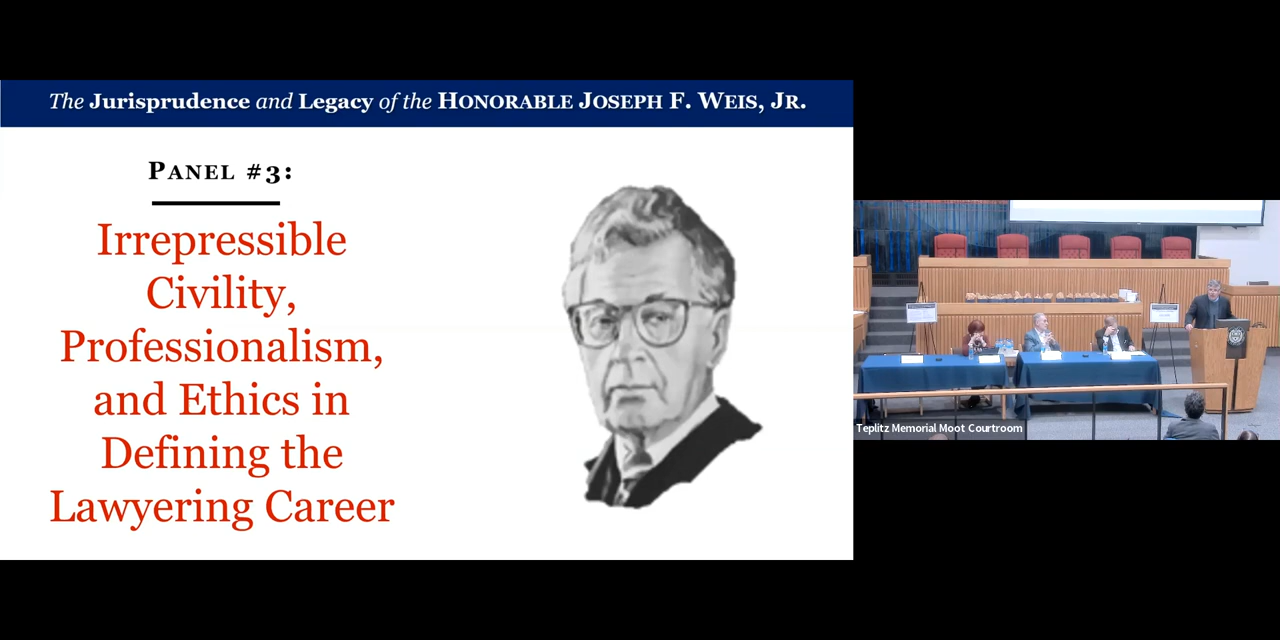 The Jurisprudence and Legacy of the HONORABLE JOSEPH F. WEIS, JR.
PANEL #3:
Irrepressible
Civility,
Professionalism,
and Ethics in
Defining the
Lawyering Career
Teplitz Memorial Moot Courtroom